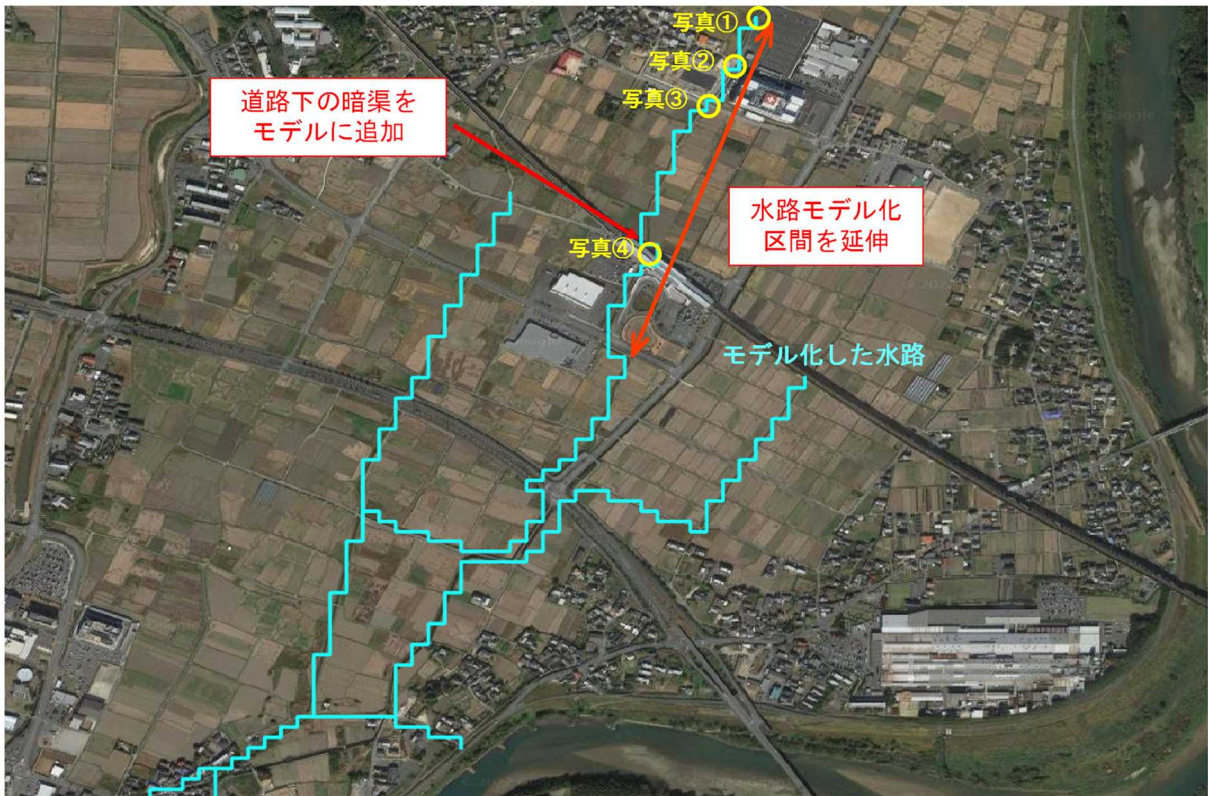 写真①
写真②
写真③
道路下の暗渠を
モデルに追加
水路モデル化
区間を延伸
写真④
モデル化した水路